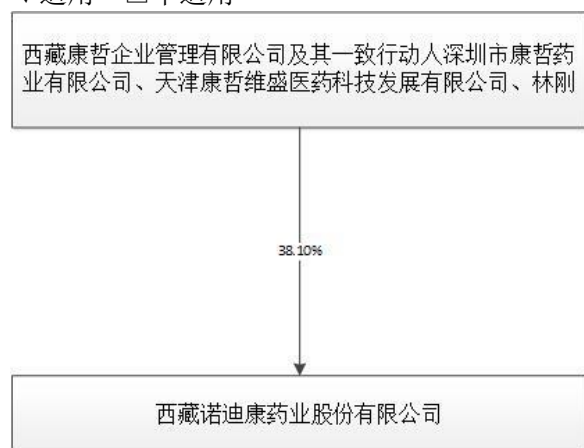 西藏康哲企业管理有限公司及其一致行动人深圳市康哲药
业有限公司、天津康哲维盛医药科技发展有限公司、林刚
38.10%
西藏诺迪康药业股份有限公司